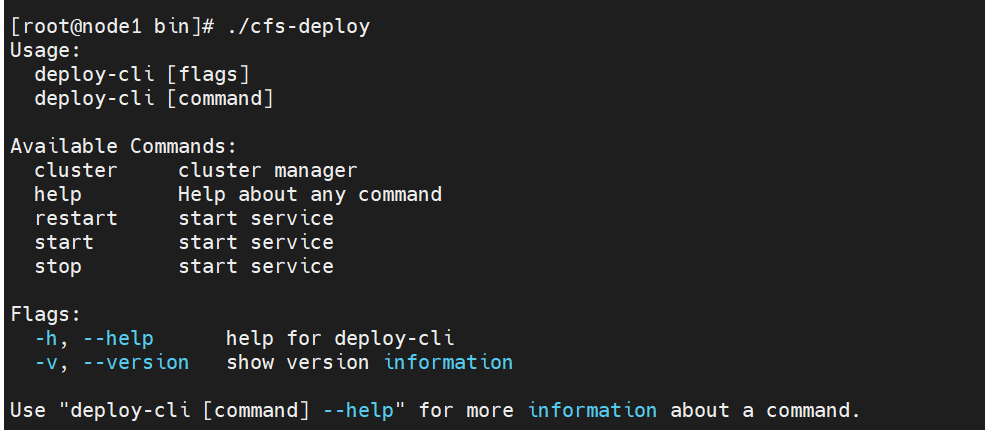 [root@node1 bin]# ./cfs-deploy
Usage:
  deploy-cli [flags]
  deploy-cli [command]

Available Commands:
  cluster     cluster manager
  help        Help about any command
  restart     start service
  start       start service
  stop        start service

Flags:
  -h, --help      help for deploy-cli
  -v, --version   show version information

Use "deploy-cli [command] --help" for more information about a command.